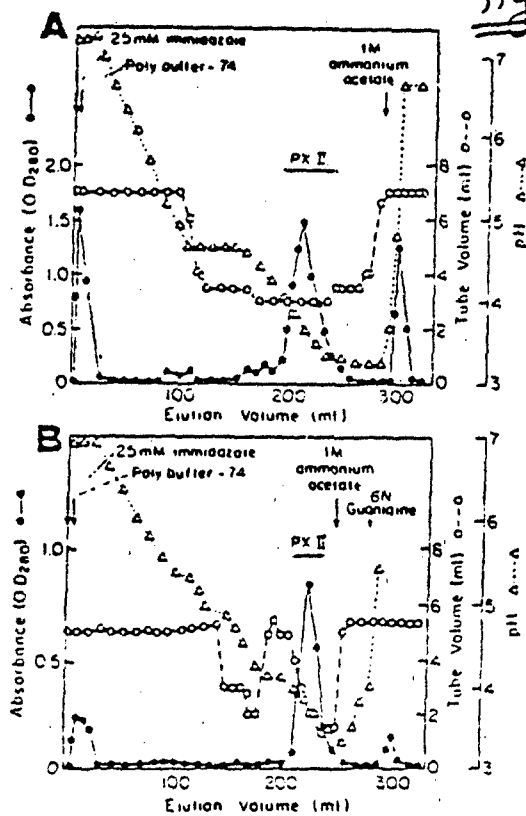 A
25mM immidazole
Poly buffer - 74
1M
ammonium
acetate
PX II
Absorbance (O D280)
2.0
1.5
1.0
0.5
0
8
6
4
2
0
Tube Volume (ml)
7
6
5
4
3
pH
100
200
300
Elution Volume (ml)
B
25mM immidazole
Poly buffer - 74
1M
ammonium
acetate
6N
Guanidine
PX II
Absorbance (O D280)
1.0
0.5
0
8
6
4
2
0
Tube Volume (ml)
7
6
5
4
3
pH
100
200
300
Elution Volume (ml)